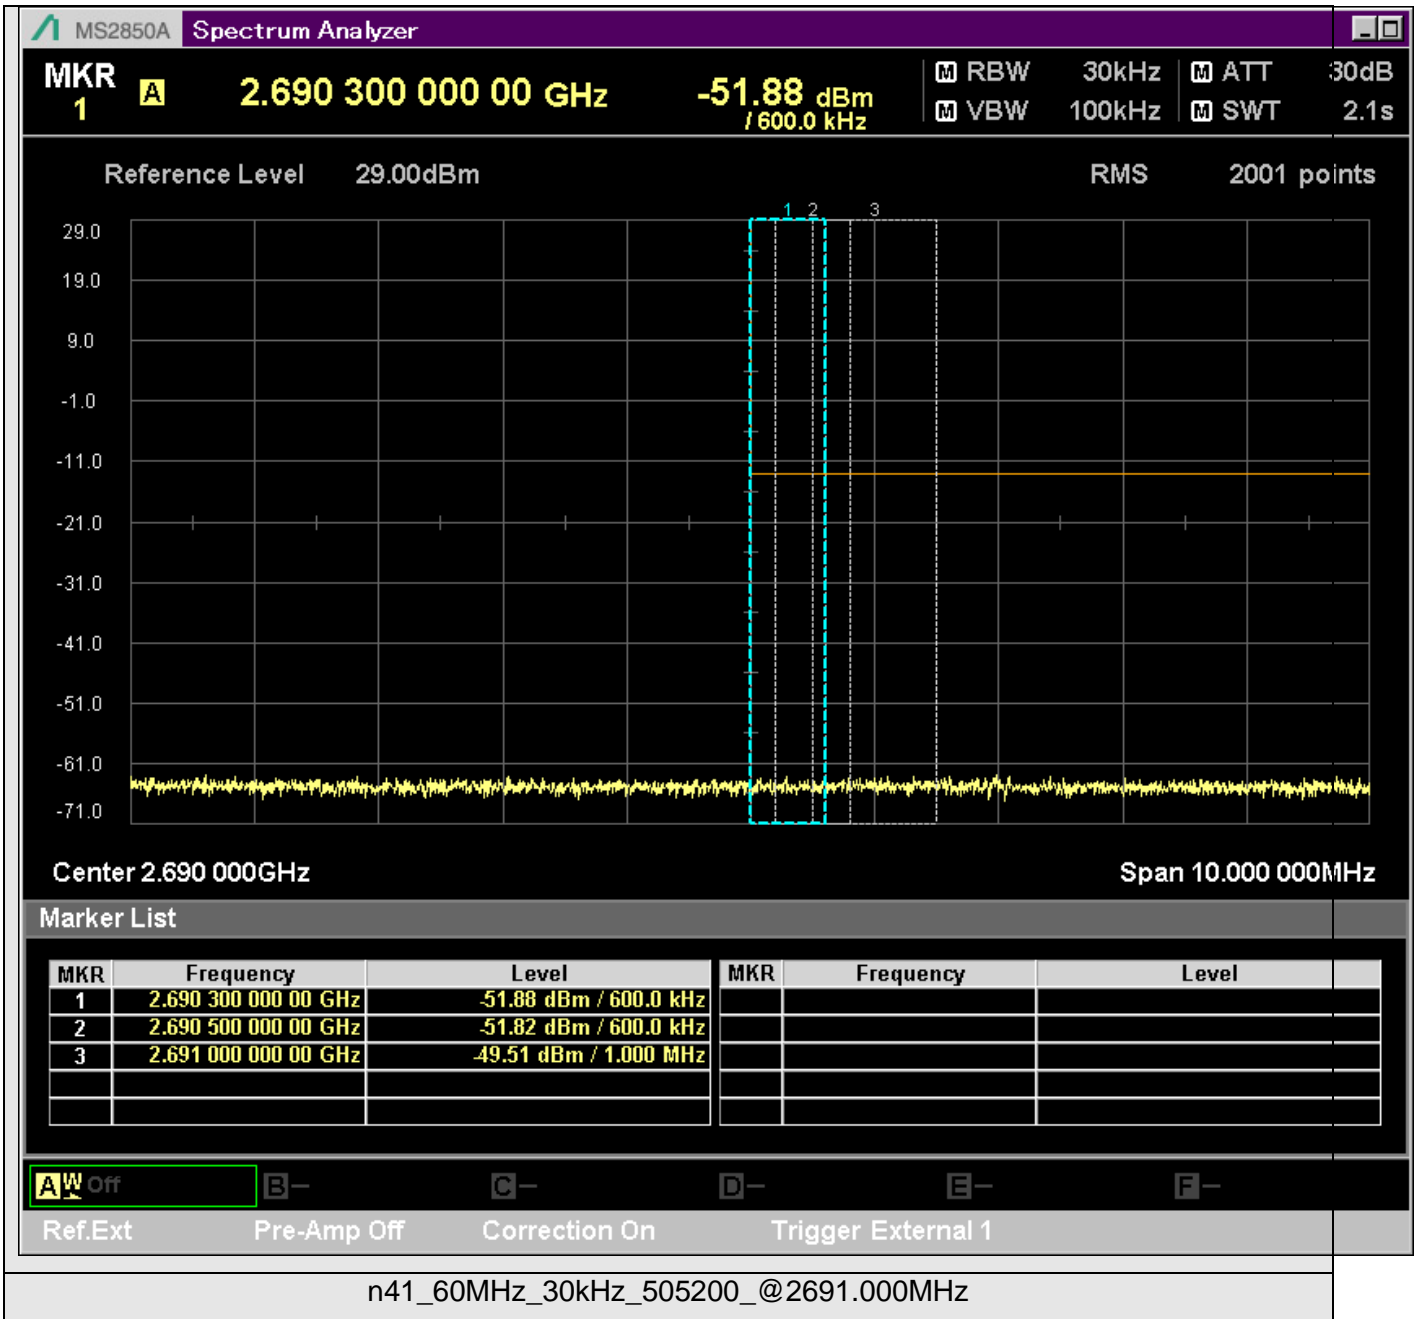 MS2850A Spectrum Analyzer
MKR 1 A 2.690 300 000 00 GHz -51.88 dBm / 600.0 kHz
M RBW 30kHz M ATT 30dB
M VBW 100kHz M SWT 2.1s
Reference Level 29.00dBm RMS 2001 points
1 2 3
29.0
19.0
9.0
-1.0
-11.0
-21.0
-31.0
-41.0
-51.0
-61.0
-71.0
Center 2.690 000GHz Span 10.000 000MHz
Marker List
MKR Frequency Level MKR Frequency Level
1 2.690 300 000 00 GHz -51.88 dBm / 600.0 kHz
2 2.690 500 000 00 GHz -51.82 dBm / 600.0 kHz
3 2.691 000 000 00 GHz -49.51 dBm / 1.000 MHz
A W Off B - C - D - E - F -
Ref.Ext Pre-Amp Off Correction On Trigger External 1
n41_60MHz_30kHz_505200_@2691.000MHz